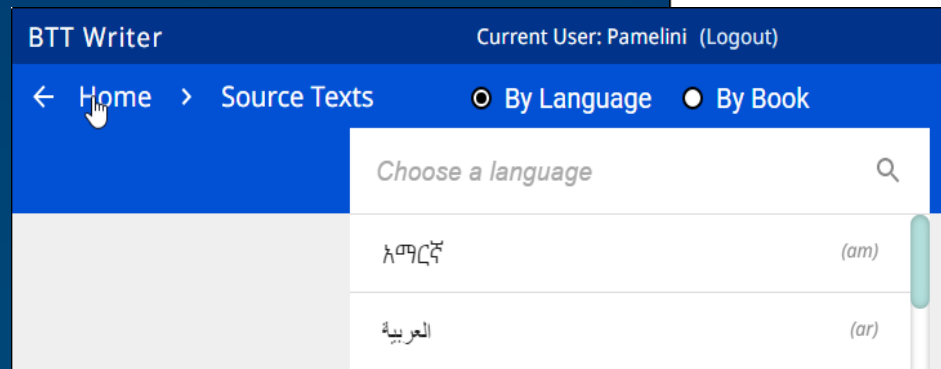 BTT Writer Current User: Pamelini (Logout)
← Home > Source Texts By Language By Book
Choose a language
አማርኛ (am)
العربية (ar)